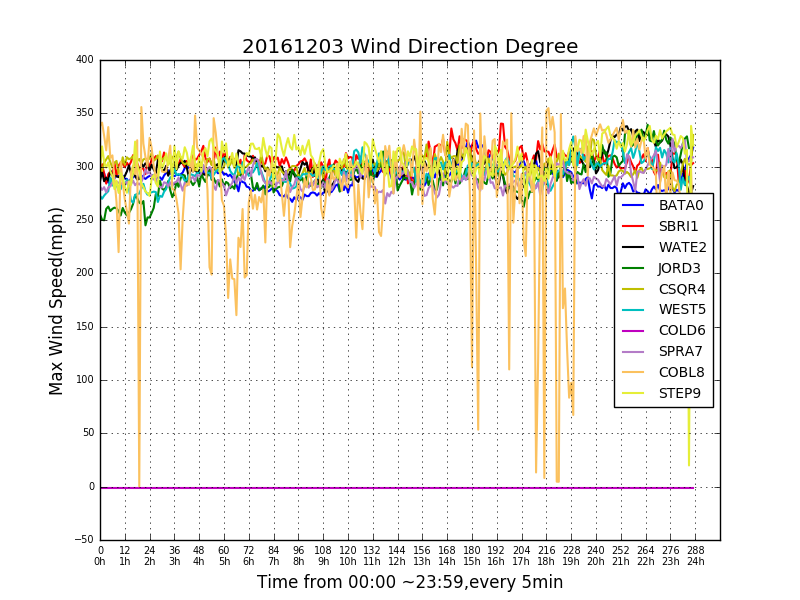 20161203 Wind Direction Degree
Max Wind Speed(mph)
400
350
300
250
200
150
100
50
0
−50
BATA0
SBRI1
WATE2
JORD3
CSQR4
WEST5
COLD6
SPRA7
COBL8
STEP9
0 12 24 36 48 60 72 84 96 108 120 132 144 156 168 180 192 204 216 228 240 252 264 276 288
0h 1h 2h 3h 4h 5h 6h 7h 8h 9h 10h 11h 12h 13h 14h 15h 16h 17h 18h 19h 20h 21h 22h 23h 24h
Time from 00:00 ~23:59,every 5min